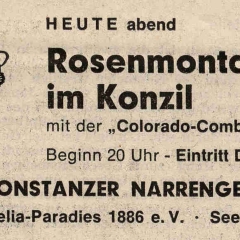 HEUTE abend
Rosenmonta
im Konzil
mit der „Colorado-Comb
Beginn 20 Uhr - Eintritt D
ONSTANZER NARRENGE
elia-Paradies 1886 e. V. · See